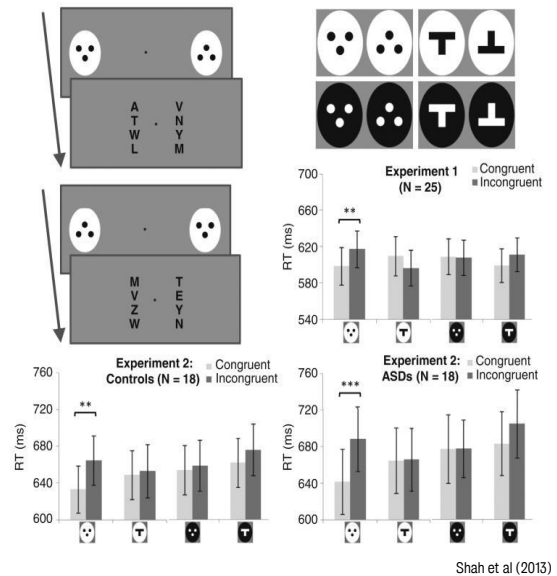 A V
T N
W Y
L M
M T
V E
Z Y
W N
Experiment 1
(N = 25)
Congruent
Incongruent
**
RT (ms)
700
660
620
580
540
Experiment 2:
Controls (N = 18)
Congruent
Incongruent
**
RT (ms)
760
720
680
640
600
Experiment 2:
ASDs (N = 18)
Congruent
Incongruent
***
RT (ms)
760
720
680
640
600
Shah et al (2013)